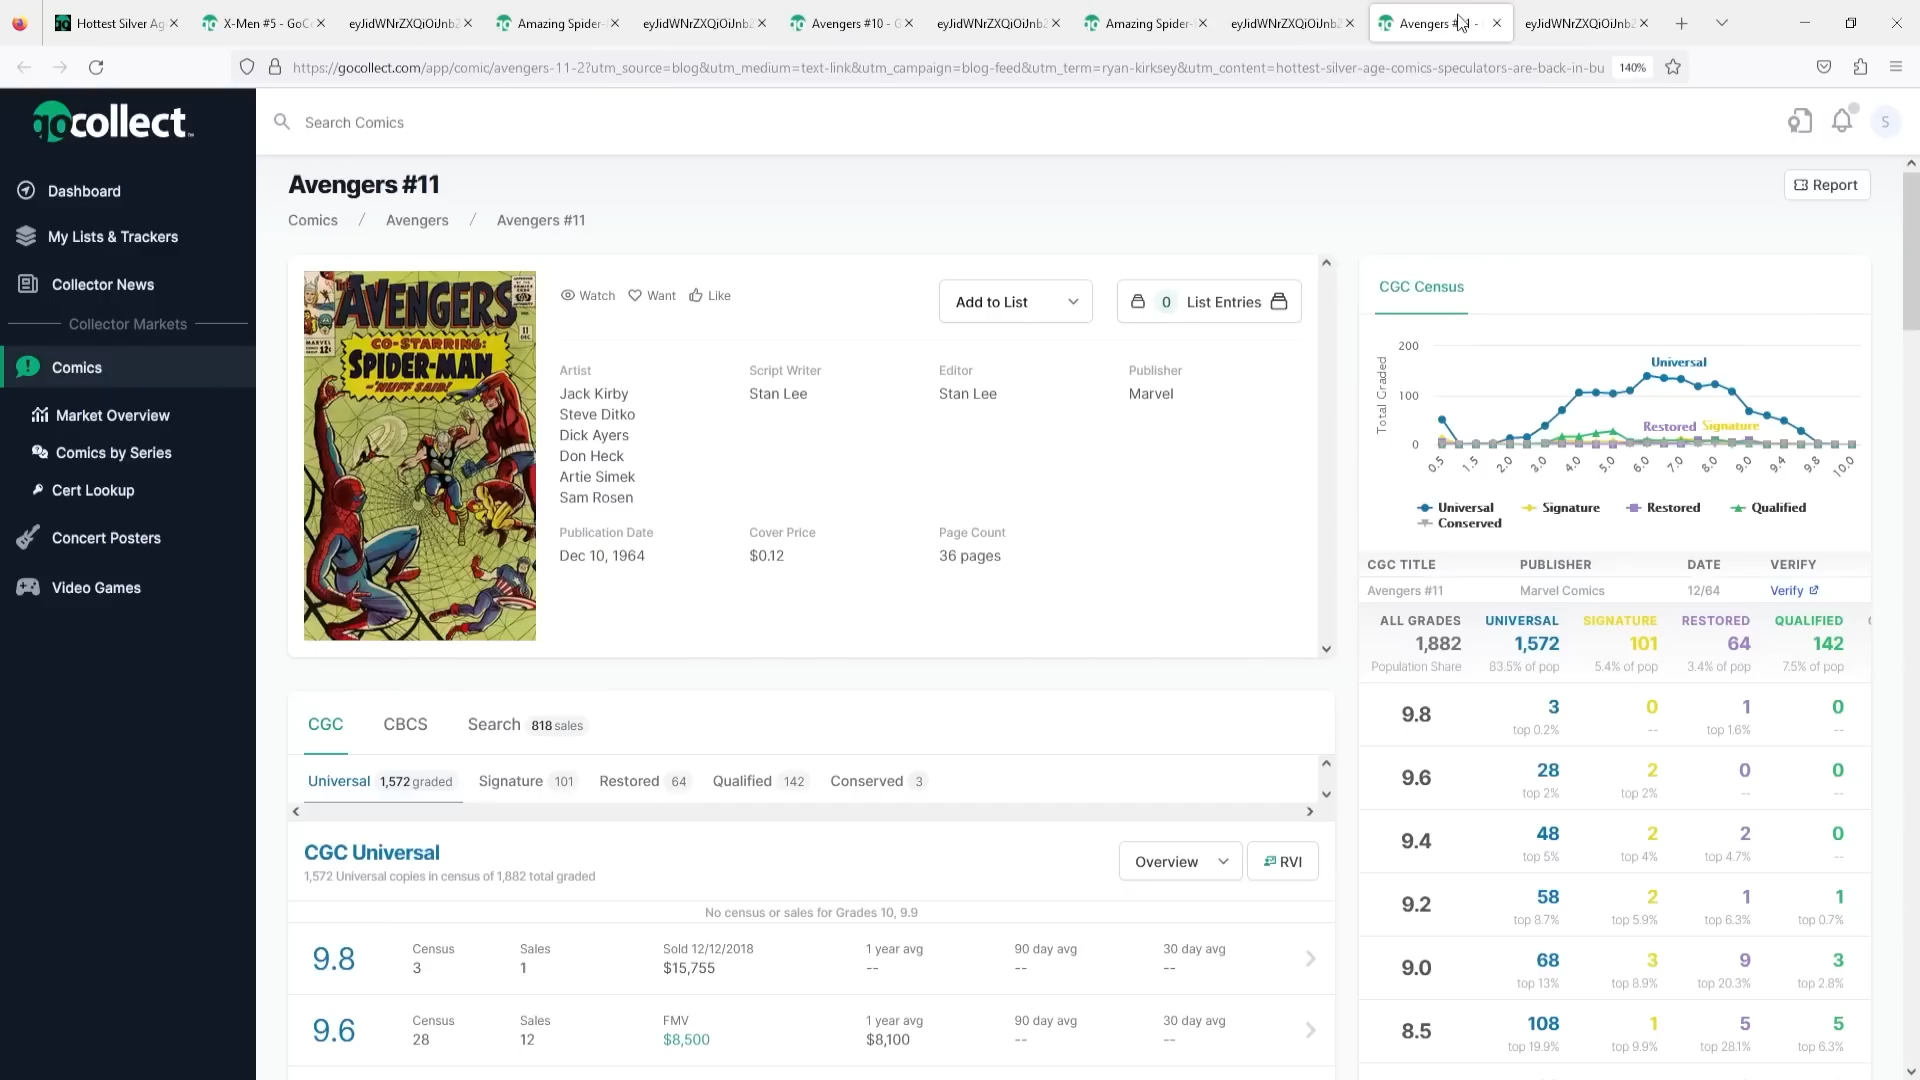 Hottest Silver Ag
X-Men #5 - GoC
eyJidWNrZXQiOiJnb2
Amazing Spider-
eyJidWNrZXQiOiJnb2
Avengers #10 - G
eyJidWNrZXQiOiJnb2
Amazing Spider-
eyJidWNrZXQiOiJnb2
Avengers #
eyJidWNrZXQiOiJnb2
https://gocollect.com/app/comic/avengers-11-2?utm_source=blog&utm_medium=text-link&utm_campaign=blog-feed&utm_term=ryan-kirksey&utm_content=hottest-silver-age-comics-speculators-are-back-in-bu
140%
gocollect
Search Comics
S
Dashboard
My Lists & Trackers
Collector News
Collector Markets
Comics
Market Overview
Comics by Series
Cert Lookup
Concert Posters
Video Games
Avengers #11
Report
Comics / Avengers / Avengers #11
THE AVENGERS
MARVEL
12¢
11
DEC
CO-STARRING:
SPIDER-MAN
-'NUFF SAID!
Watch Want Like
Add to List
0 List Entries
Artist
Jack Kirby
Steve Ditko
Dick Ayers
Don Heck
Artie Simek
Sam Rosen
Script Writer
Stan Lee
Editor
Stan Lee
Publisher
Marvel
Publication Date
Dec 10, 1964
Cover Price
$0.12
Page Count
36 pages
CGC CBCS Search 818 sales
Universal 1,572 graded Signature 101 Restored 64 Qualified 142 Conserved 3
CGC Universal
1,572 Universal copies in census of 1,882 total graded
Overview
RVI
No census or sales for Grades 10, 9.9
9.8
Census
3
Sales
1
Sold 12/12/2018
$15,755
1 year avg
--
90 day avg
--
30 day avg
--
9.6
Census
28
Sales
12
FMV
$8,500
1 year avg
$8,100
90 day avg
--
30 day avg
--
CGC Census
Total Graded
200
100
0
Universal
Restored Signature
0.5 1.5 2.0 3.0 4.0 5.0 6.0 7.0 8.0 9.0 9.4 9.8 10.0
Universal Signature Restored Qualified
Conserved
CGC TITLE PUBLISHER DATE VERIFY
Avengers #11 Marvel Comics 12/64 Verify
ALL GRADES UNIVERSAL SIGNATURE RESTORED QUALIFIED
1,882 1,572 101 64 142
Population Share 83.5% of pop 5.4% of pop 3.4% of pop 7.5% of pop
9.8 3 0 1 0
top 0.2% -- top 1.6% --
9.6 28 2 0 0
top 2% top 2% -- --
9.4 48 2 2 0
top 5% top 4% top 4.7% --
9.2 58 2 1 1
top 8.7% top 5.9% top 6.3% top 0.7%
9.0 68 3 9 3
top 13% top 8.9% top 20.3% top 2.8%
8.5 108 1 5 5
top 19.9% top 9.9% top 28.1% top 6.3%